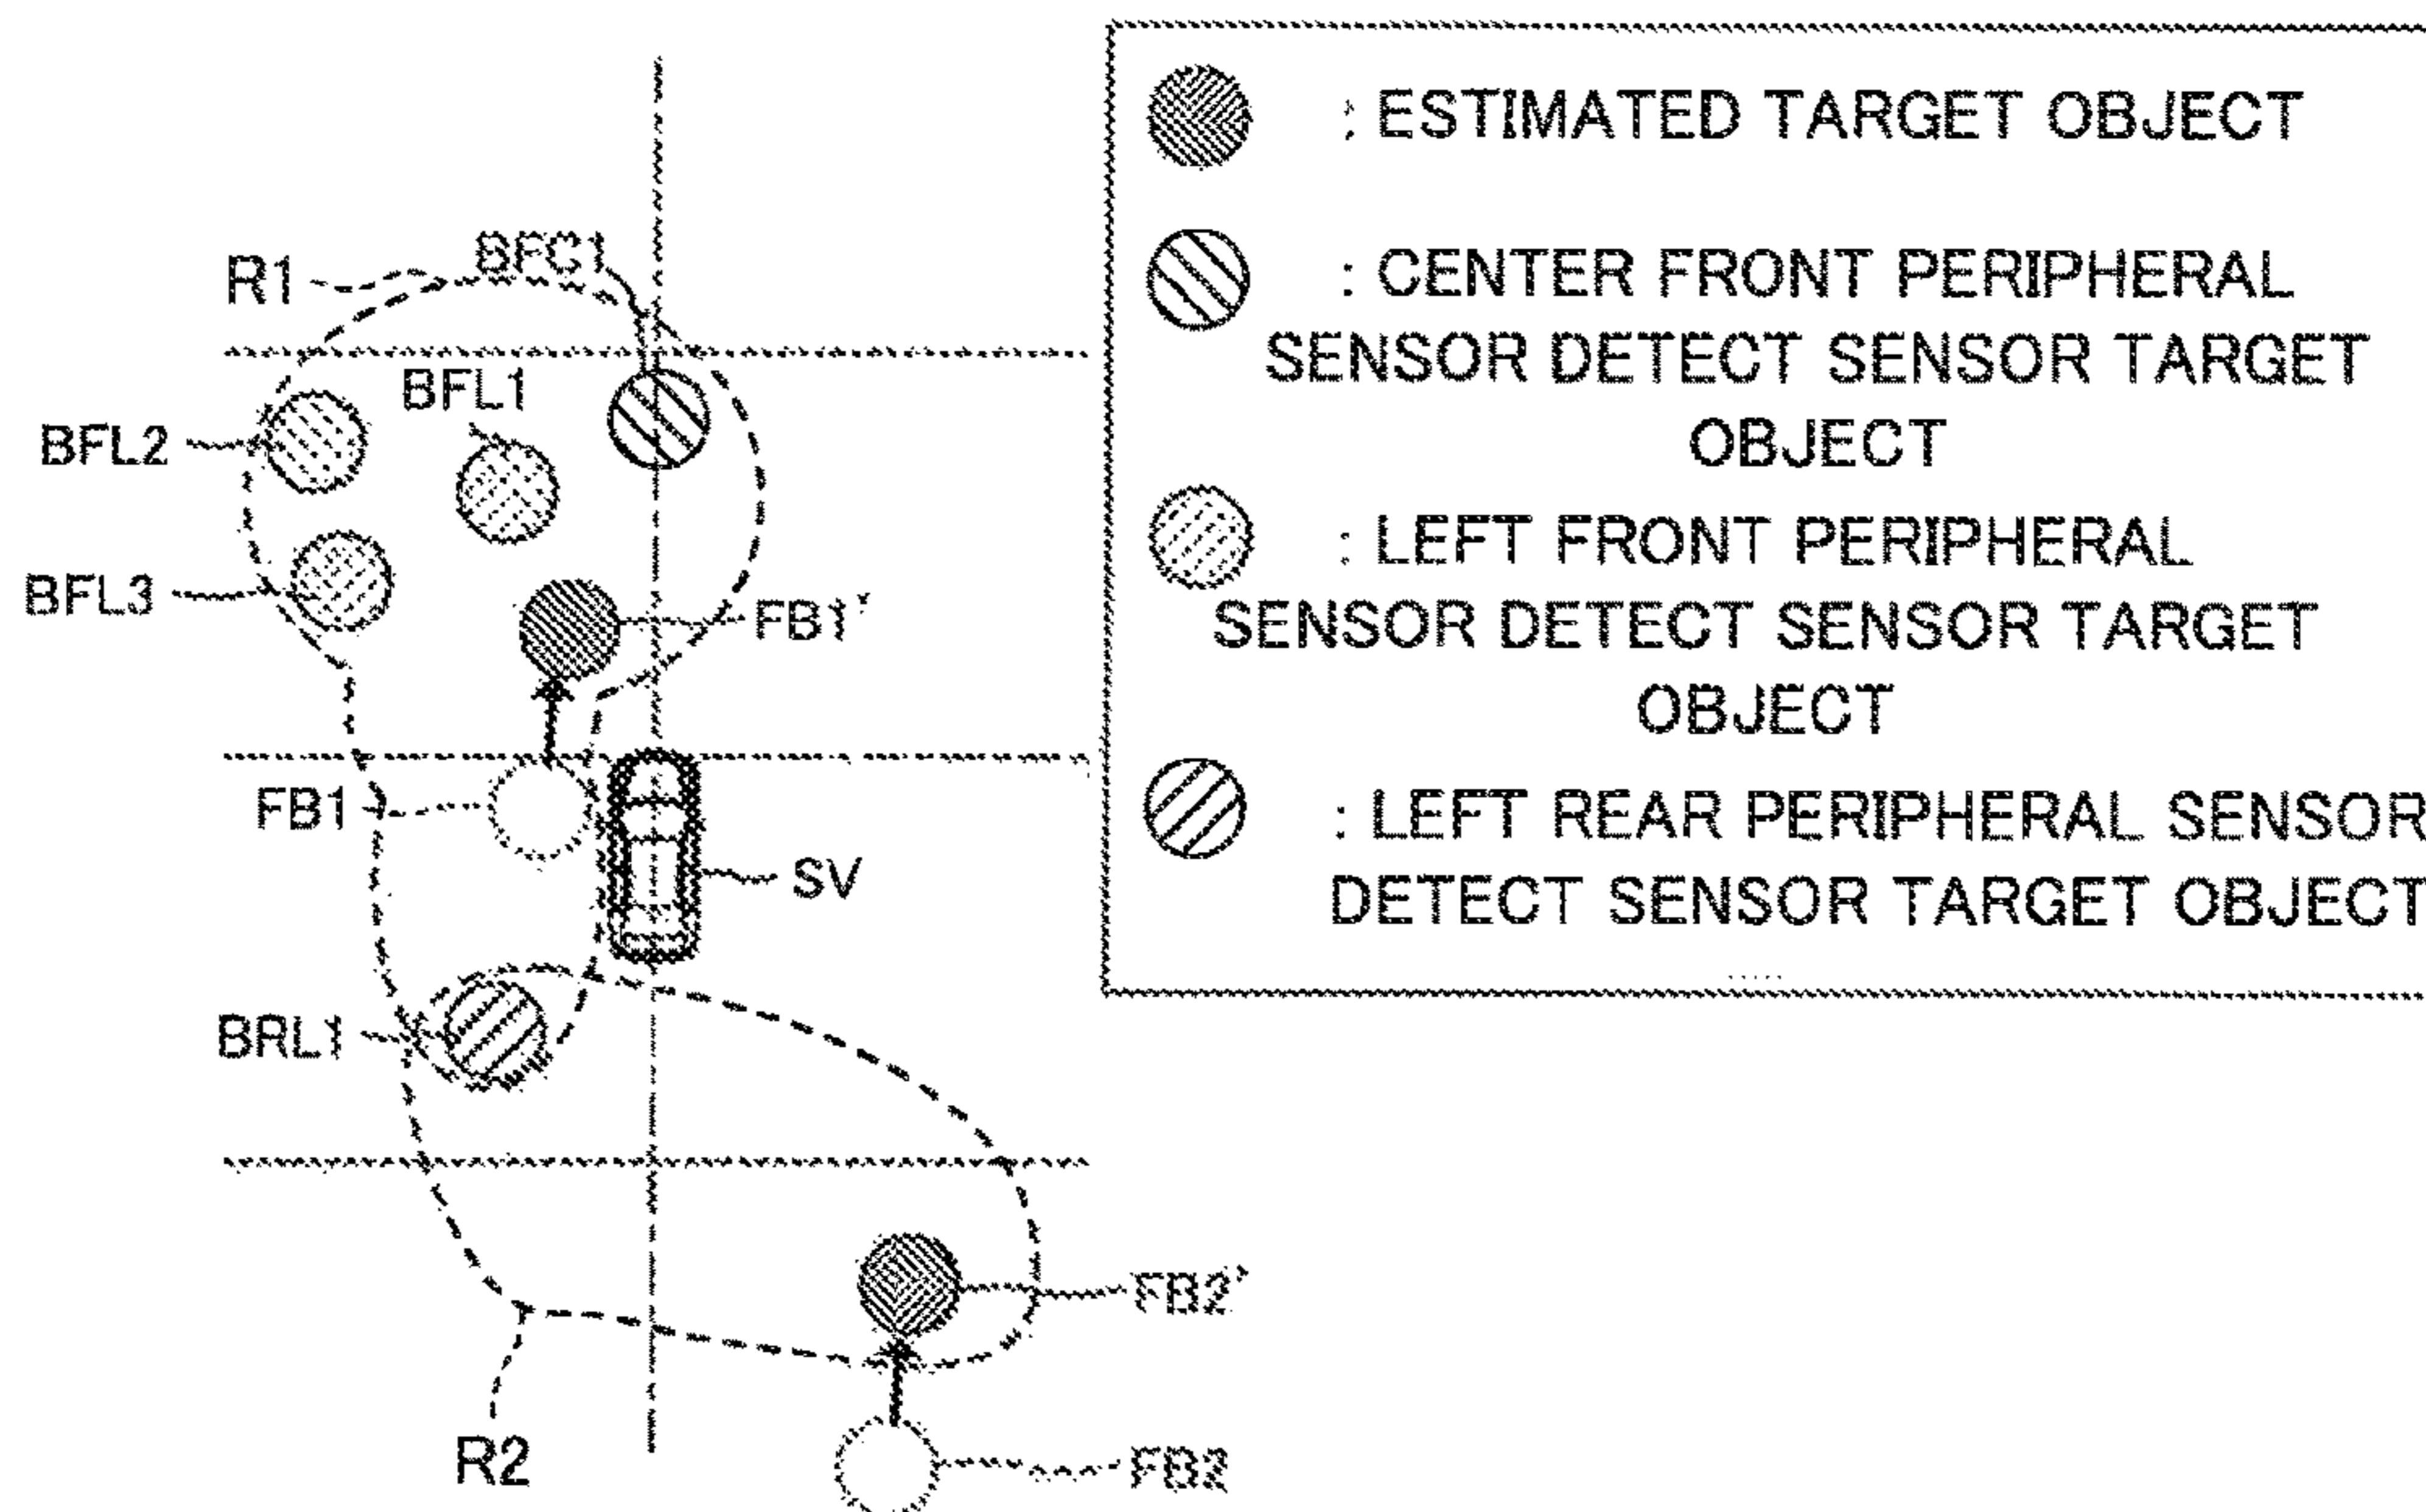 R1
BFC1
BFL1
BFL2
BFL3
FB1'
FB1
SV
BRL1
FB2'
R2
FB2
: ESTIMATED TARGET OBJECT
: CENTER FRONT PERIPHERAL
SENSOR DETECT SENSOR TARGET
OBJECT
: LEFT FRONT PERIPHERAL
SENSOR DETECT SENSOR TARGET
OBJECT
: LEFT REAR PERIPHERAL SENSOR
DETECT SENSOR TARGET OBJECT